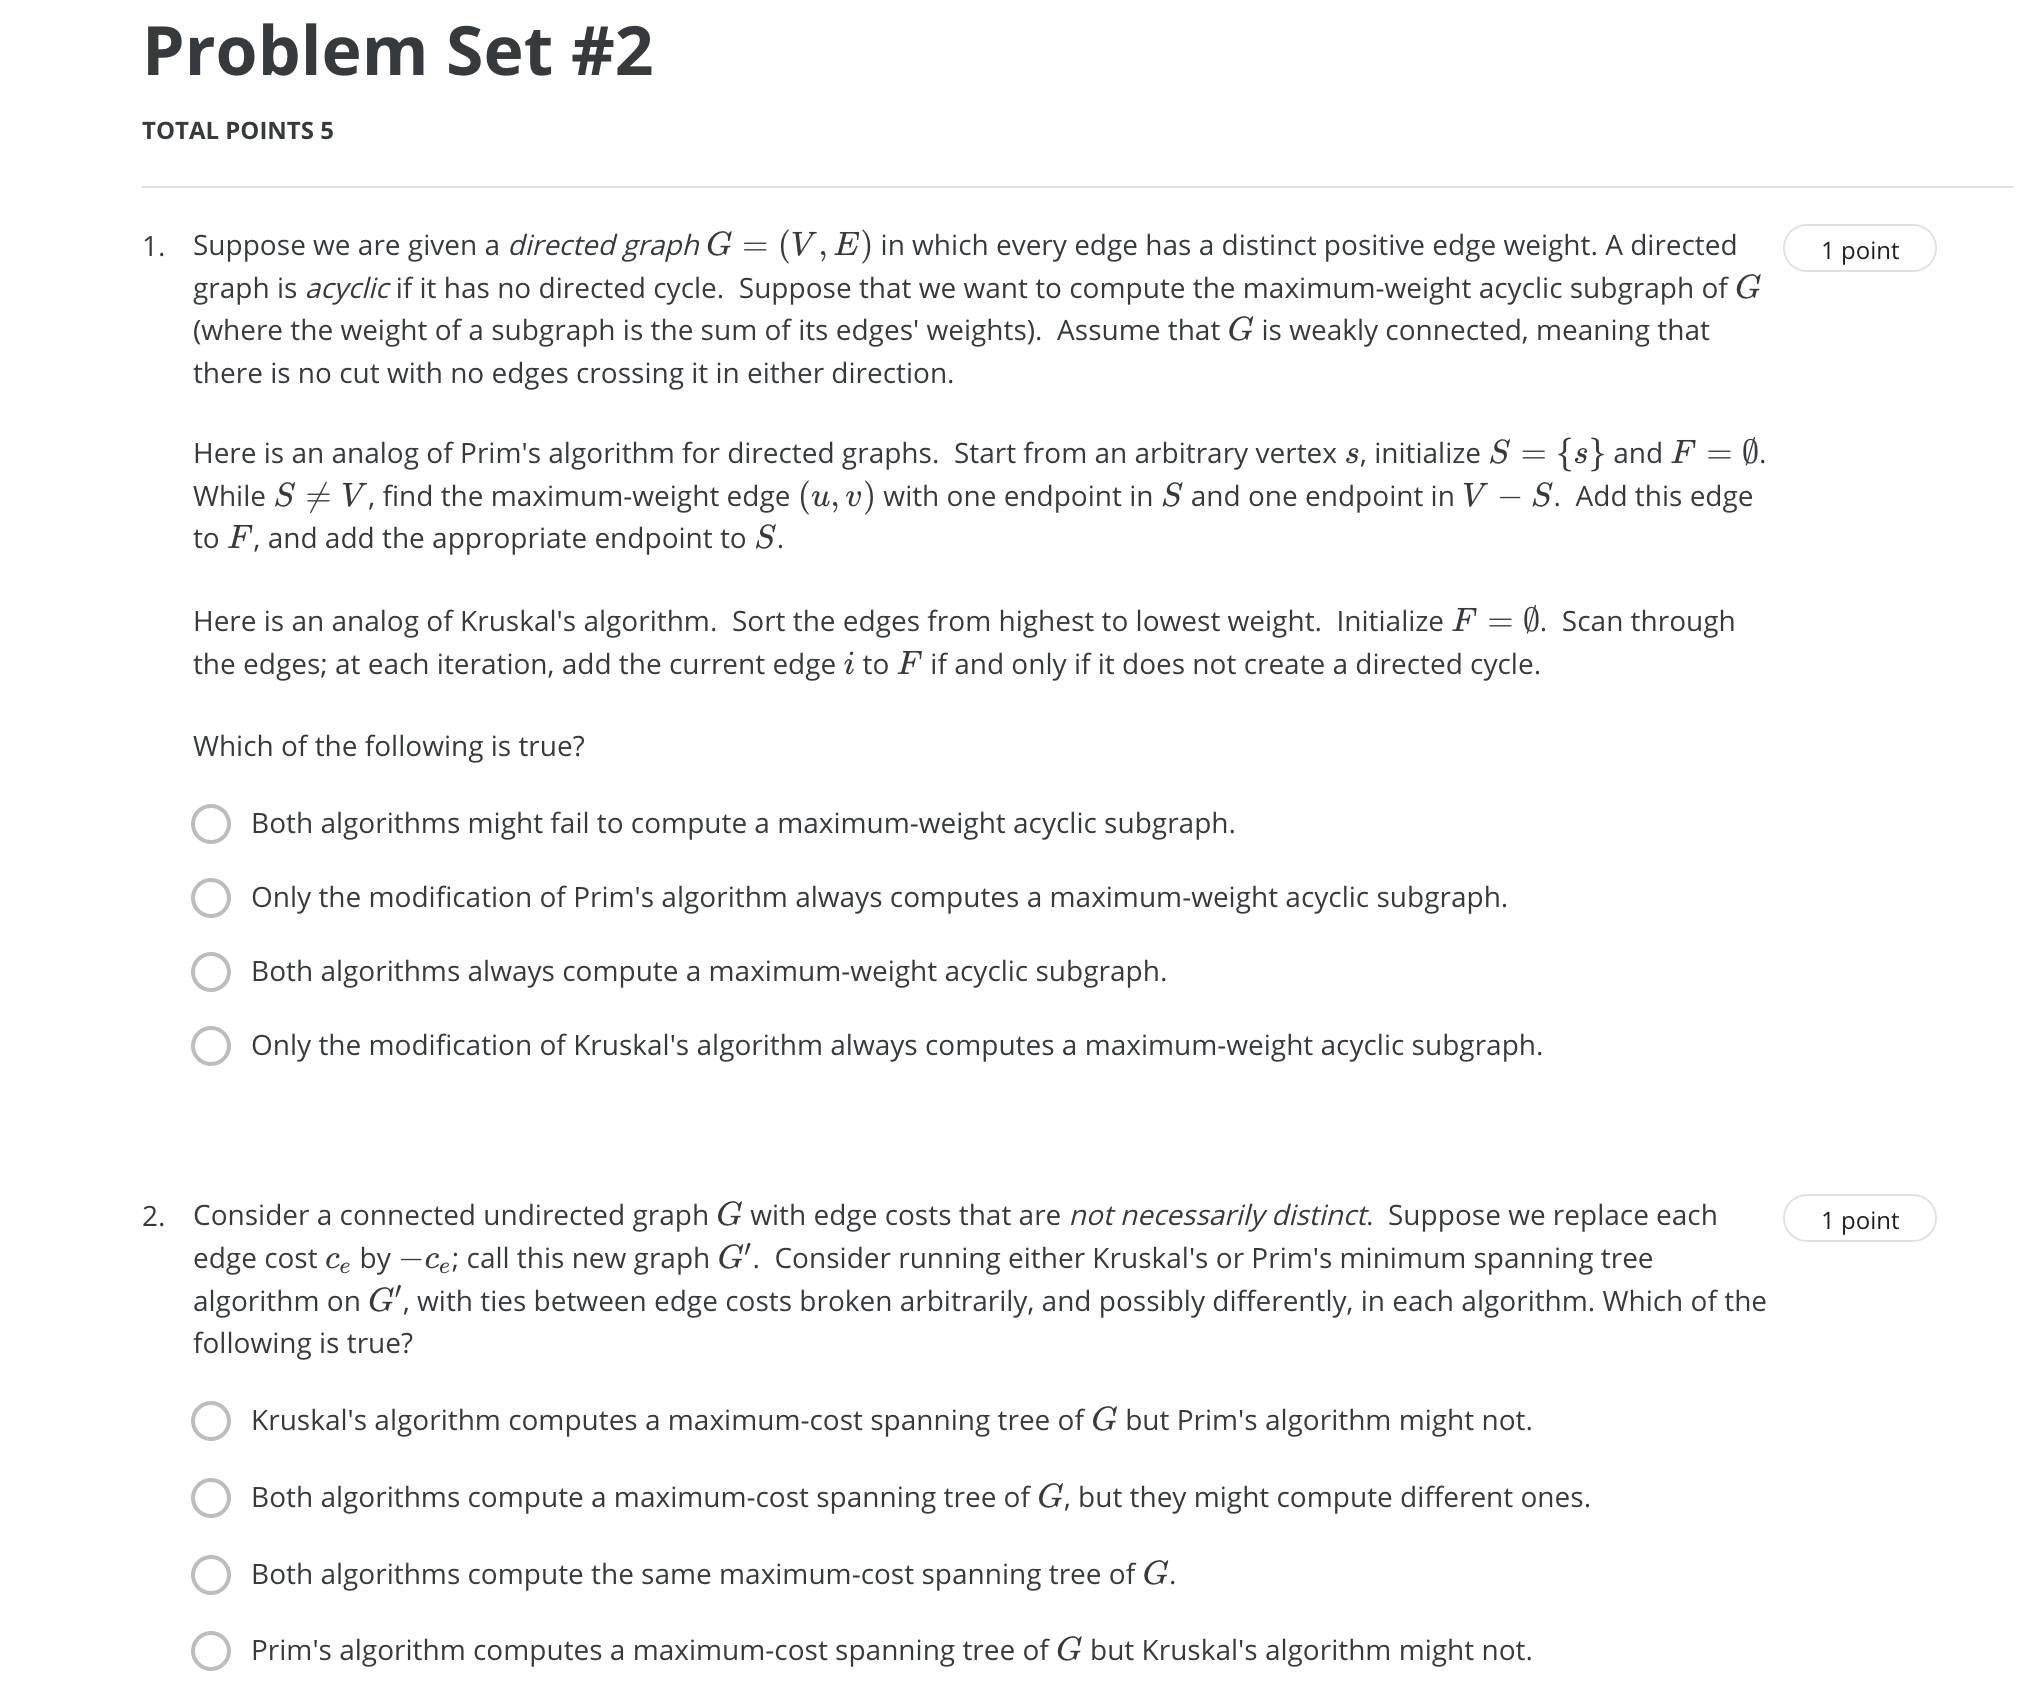 Problem Set #2
TOTAL POINTS 5
1. Suppose we are given a directed graph G = (V, E) in which every edge has a distinct positive edge weight. A directed
1 point
graph is acyclic if it has no directed cycle. Suppose that we want to compute the maximum-weight acyclic subgraph of G
(where the weight of a subgraph is the sum of its edges' weights). Assume that G is weakly connected, meaning that
there is no cut with no edges crossing it in either direction.
Here is an analog of Prim's algorithm for directed graphs. Start from an arbitrary vertex s, initialize S = {s} and F = ∅.
While S ≠ V, find the maximum-weight edge (u, v) with one endpoint in S and one endpoint in V − S. Add this edge
to F, and add the appropriate endpoint to S.
Here is an analog of Kruskal's algorithm. Sort the edges from highest to lowest weight. Initialize F = ∅. Scan through
the edges; at each iteration, add the current edge i to F if and only if it does not create a directed cycle.
Which of the following is true?
Both algorithms might fail to compute a maximum-weight acyclic subgraph.
Only the modification of Prim's algorithm always computes a maximum-weight acyclic subgraph.
Both algorithms always compute a maximum-weight acyclic subgraph.
Only the modification of Kruskal's algorithm always computes a maximum-weight acyclic subgraph.
2. Consider a connected undirected graph G with edge costs that are not necessarily distinct. Suppose we replace each
1 point
edge cost cₑ by −cₑ; call this new graph G′. Consider running either Kruskal's or Prim's minimum spanning tree
algorithm on G′, with ties between edge costs broken arbitrarily, and possibly differently, in each algorithm. Which of the
following is true?
Kruskal's algorithm computes a maximum-cost spanning tree of G but Prim's algorithm might not.
Both algorithms compute a maximum-cost spanning tree of G, but they might compute different ones.
Both algorithms compute the same maximum-cost spanning tree of G.
Prim's algorithm computes a maximum-cost spanning tree of G but Kruskal's algorithm might not.